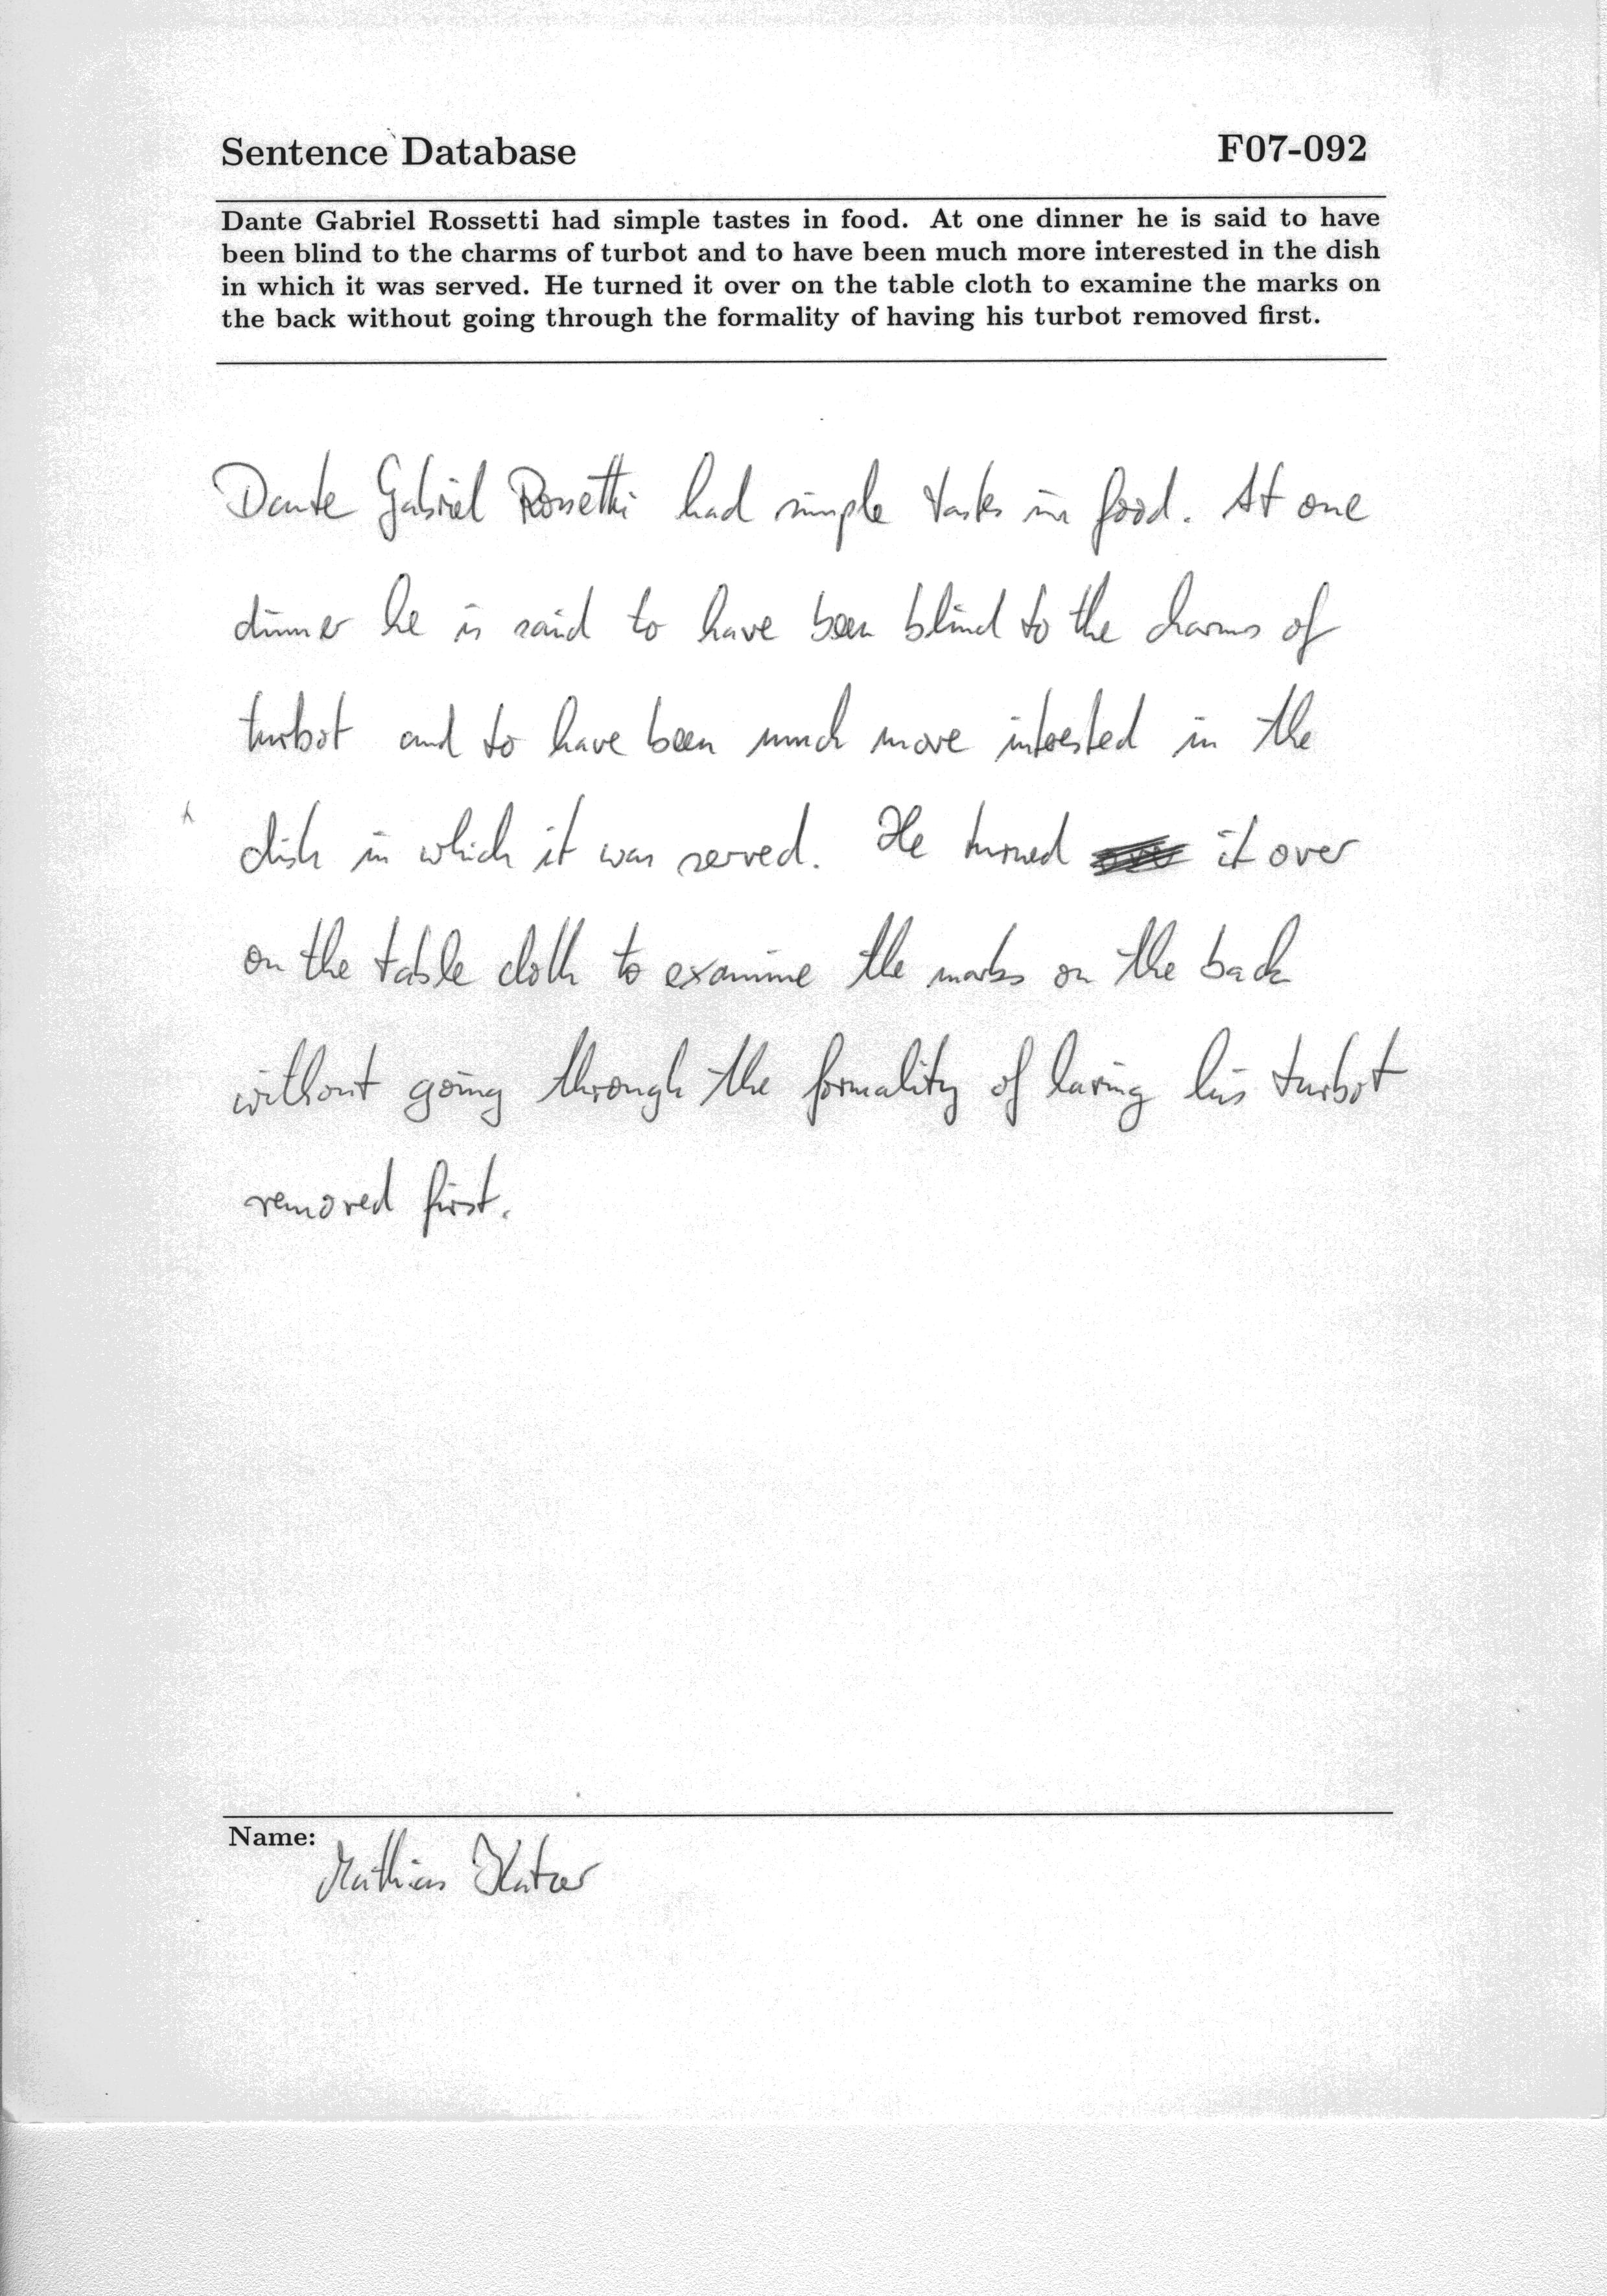 Sentence Database F07-092
Dante Gabriel Rossetti had simple tastes in food. At one dinner he is said to have
been blind to the charms of turbot and to have been much more interested in the dish
in which it was served. He turned it over on the table cloth to examine the marks on
the back without going through the formality of having his turbot removed first.
Dante Gabriel Rossetti had simple tastes in food. At one
dinner he is said to have been blind to the charms of
turbot and to have been much more interested in the
dish in which it was served. He turned it over
on the table cloth to examine the marks on the back
without going through the formality of having his turbot
removed first.
Name:
Mathias Katzer